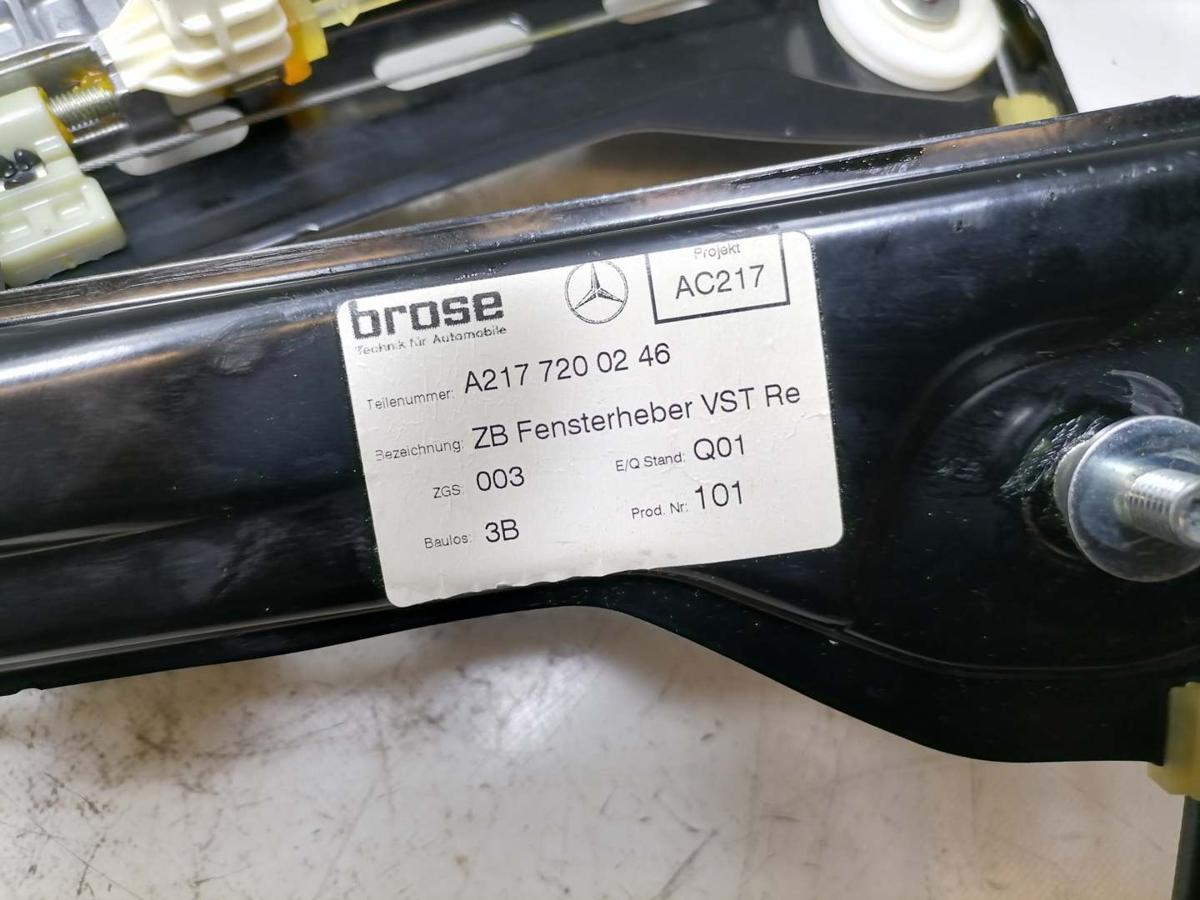 brose
Technik für Automobile
Projekt
AC217
Teilenummer: A217 720 02 46
Bezeichnung: ZB Fensterheber VST Re
ZGS: 003 E/Q Stand: Q01
Baulos: 3B Prod. Nr: 101